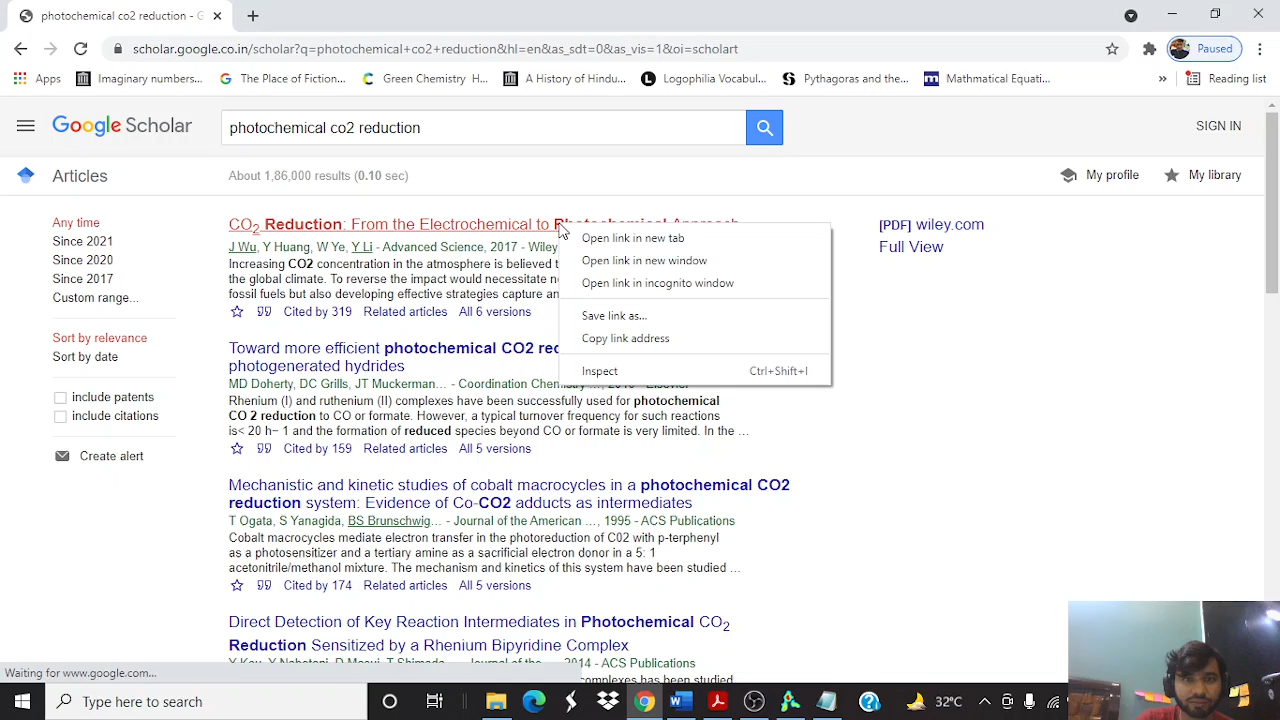 photochemical co2 reduction - G
scholar.google.co.in/scholar?q=photochemical+co2+reduction&hl=en&as_sdt=0&as_vis=1&oi=scholart
Paused
Apps
Imaginary numbers...
The Place of Fiction...
Green Chemistry H...
A History of Hindu...
Logophilia Vocabul...
Pythagoras and the...
Mathmatical Equati...
»
Reading list
Google Scholar
photochemical co2 reduction
SIGN IN
Articles
About 1,86,000 results (0.10 sec)
My profile
My library
Any time
Since 2021
Since 2020
Since 2017
Custom range...
Sort by relevance
Sort by date
include patents
include citations
Create alert
CO2 Reduction: From the Electrochemical to Photochemical Approach
J Wu, Y Huang, W Ye, Y Li - Advanced Science, 2017 - Wiley
Increasing CO2 concentration in the atmosphere is believed t
the global climate. To reverse the impact would necessitate n
fossil fuels but also developing effective strategies capture an
Cited by 319 Related articles All 6 versions
[PDF] wiley.com
Full View
Open link in new tab
Open link in new window
Open link in incognito window
Save link as...
Copy link address
Inspect Ctrl+Shift+I
Toward more efficient photochemical CO2 rec
photogenerated hydrides
MD Doherty, DC Grills, JT Muckerman... - Coordination Chemistry
Rhenium (I) and ruthenium (II) complexes have been successfully used for photochemical
CO 2 reduction to CO or formate. However, a typical turnover frequency for such reactions
is< 20 h− 1 and the formation of reduced species beyond CO or formate is very limited. In the ...
Cited by 159 Related articles All 5 versions
Mechanistic and kinetic studies of cobalt macrocycles in a photochemical CO2
reduction system: Evidence of Co-CO2 adducts as intermediates
T Ogata, S Yanagida, BS Brunschwig... - Journal of the American ..., 1995 - ACS Publications
Cobalt macrocycles mediate electron transfer in the photoreduction of C02 with p-terphenyl
as a photosensitizer and a tertiary amine as a sacrificial electron donor in a 5: 1
acetonitrile/methanol mixture. The mechanism and kinetics of this system have been studied ...
Cited by 174 Related articles All 5 versions
Direct Detection of Key Reaction Intermediates in Photochemical CO2
Reduction Sensitized by a Rhenium Bipyridine Complex
2014 - ACS Publications
complexes has been studied
Waiting for www.google.com...
Type here to search
32°C